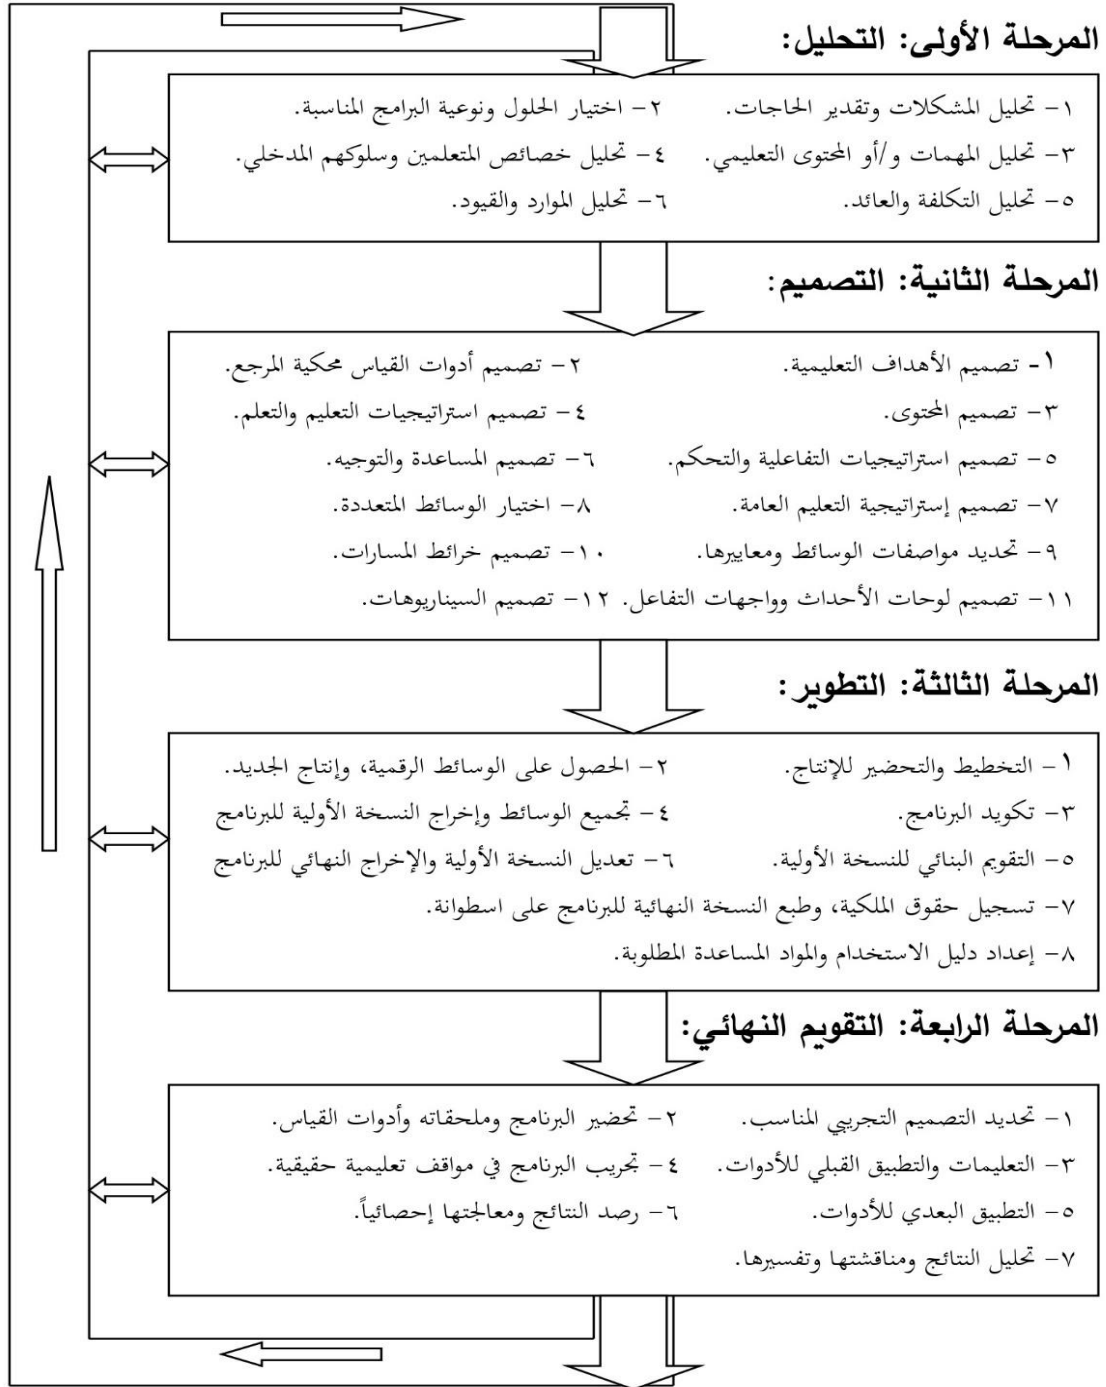 المرحلة الأولى: التحليل:
١- تحليل المشكلات وتقدير الحاجات. ٢- اختيار الحلول ونوعية البرامج المناسبة.
٣- تحليل المهمات و/أو المحتوى التعليمي. ٤- تحليل خصائص المتعلمين وسلوكهم المدخلي.
٥- تحليل التكلفة والعائد. ٦- تحليل الموارد والقيود.
المرحلة الثانية: التصميم:
١- تصميم الأهداف التعليمية. ٢- تصميم أدوات القياس محكية المرجع.
٣- تصميم المحتوى. ٤- تصميم استراتيجيات التعليم والتعلم.
٥- تصميم استراتيجيات التفاعلية والتحكم. ٦- تصميم المساعدة والتوجيه.
٧- تصميم إستراتيجية التعليم العامة. ٨- اختيار الوسائط المتعددة.
٩- تحديد مواصفات الوسائط ومعاييرها. ١٠- تصميم خرائط المسارات.
١١- تصميم لوحات الأحداث وواجهات التفاعل. ١٢- تصميم السيناريوهات.
المرحلة الثالثة: التطوير:
١- التخطيط والتحضير للإنتاج. ٢- الحصول على الوسائط الرقمية، وإنتاج الجديد.
٣- تكويد البرنامج. ٤- تجميع الوسائط وإخراج النسخة الأولية للبرنامج
٥- التقويم البنائي للنسخة الأولية. ٦- تعديل النسخة الأولية والإخراج النهائي للبرنامج
٧- تسجيل حقوق الملكية، وطبع النسخة النهائية للبرنامج على اسطوانة.
٨- إعداد دليل الاستخدام والمواد المساعدة المطلوبة.
المرحلة الرابعة: التقويم النهائي:
١- تحديد التصميم التجريبي المناسب. ٢- تحضير البرنامج وملحقاته وأدوات القياس.
٣- التعليمات والتطبيق القبلي للأدوات. ٤- تجريب البرنامج في مواقف تعليمية حقيقية.
٥- التطبيق البعدي للأدوات. ٦- رصد النتائج ومعالجتها إحصائياً.
٧- تحليل النتائج ومناقشتها وتفسيرها.